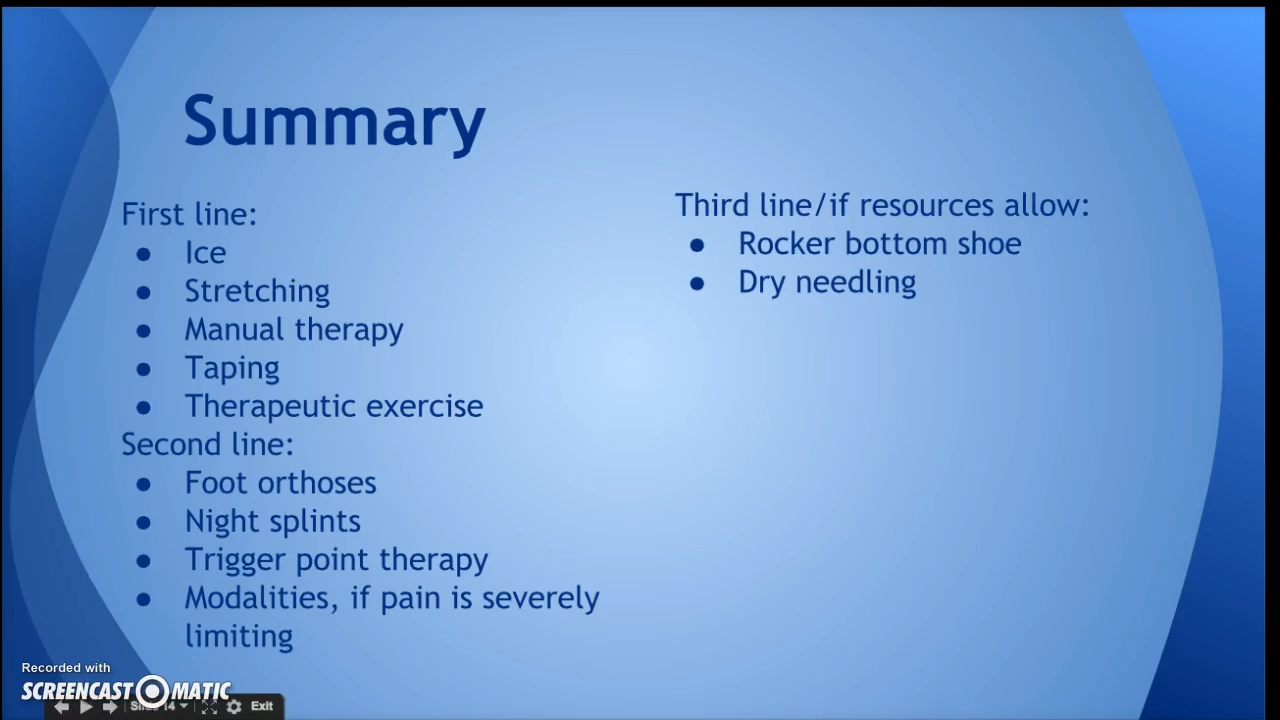 Summary
First line:
● Ice
● Stretching
● Manual therapy
● Taping
● Therapeutic exercise
Second line:
● Foot orthoses
● Night splints
● Trigger point therapy
● Modalities, if pain is severely
limiting
Third line/if resources allow:
● Rocker bottom shoe
● Dry needling
Recorded with
SCREENCAST-O-MATIC
Slide 14
Exit